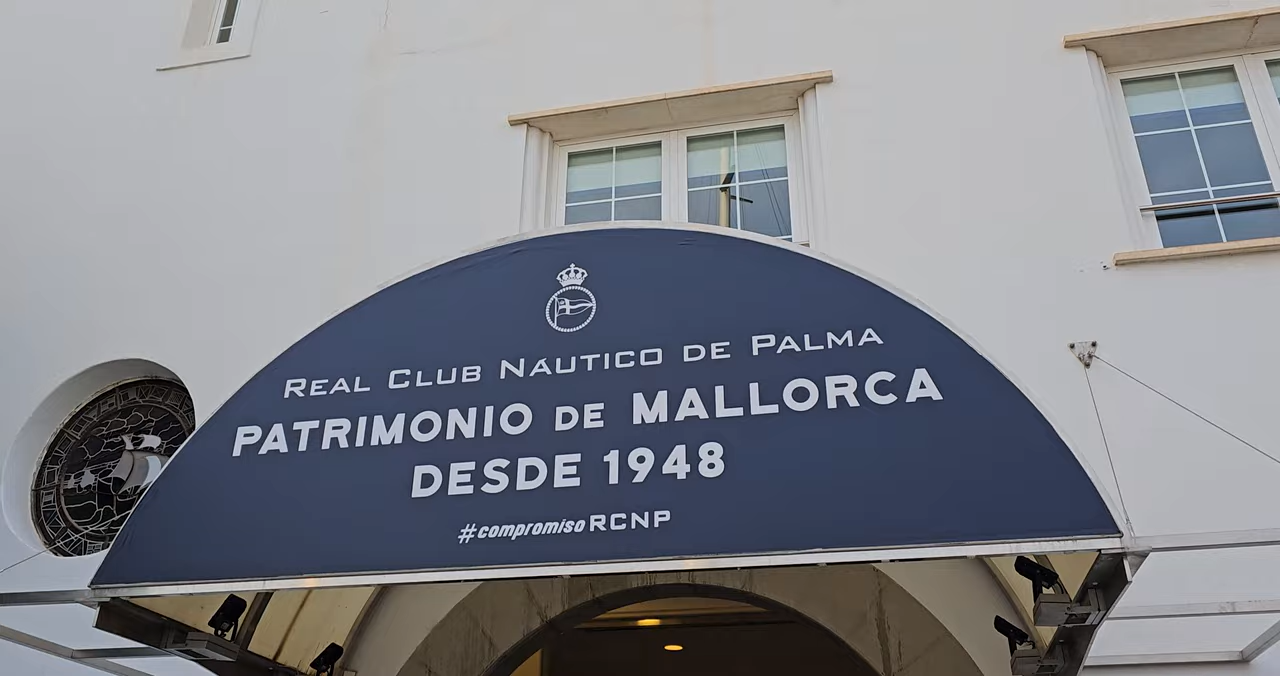 Real Club Náutico de Palma
PATRIMONIO DE MALLORCA
DESDE 1948
#compromisoRCNP